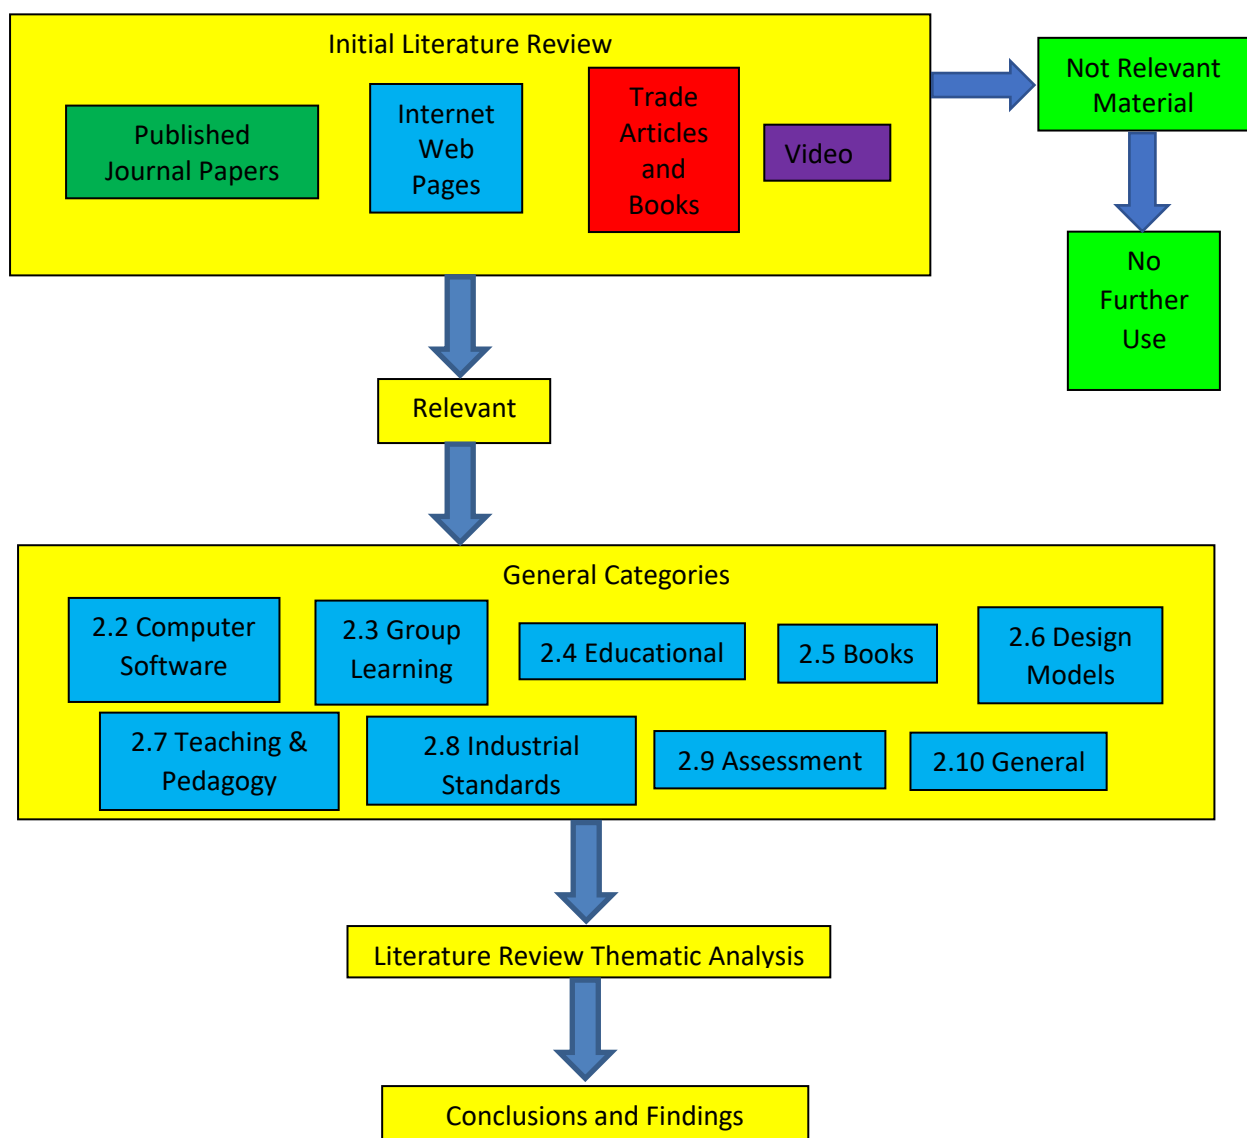 Initial Literature Review
Published
Journal Papers
Internet
Web
Pages
Trade
Articles
and
Books
Video
Not Relevant
Material
No
Further
Use
Relevant
General Categories
2.2 Computer
Software
2.3 Group
Learning
2.4 Educational
2.5 Books
2.6 Design
Models
2.7 Teaching &
Pedagogy
2.8 Industrial
Standards
2.9 Assessment
2.10 General
Literature Review Thematic Analysis
Conclusions and Findings